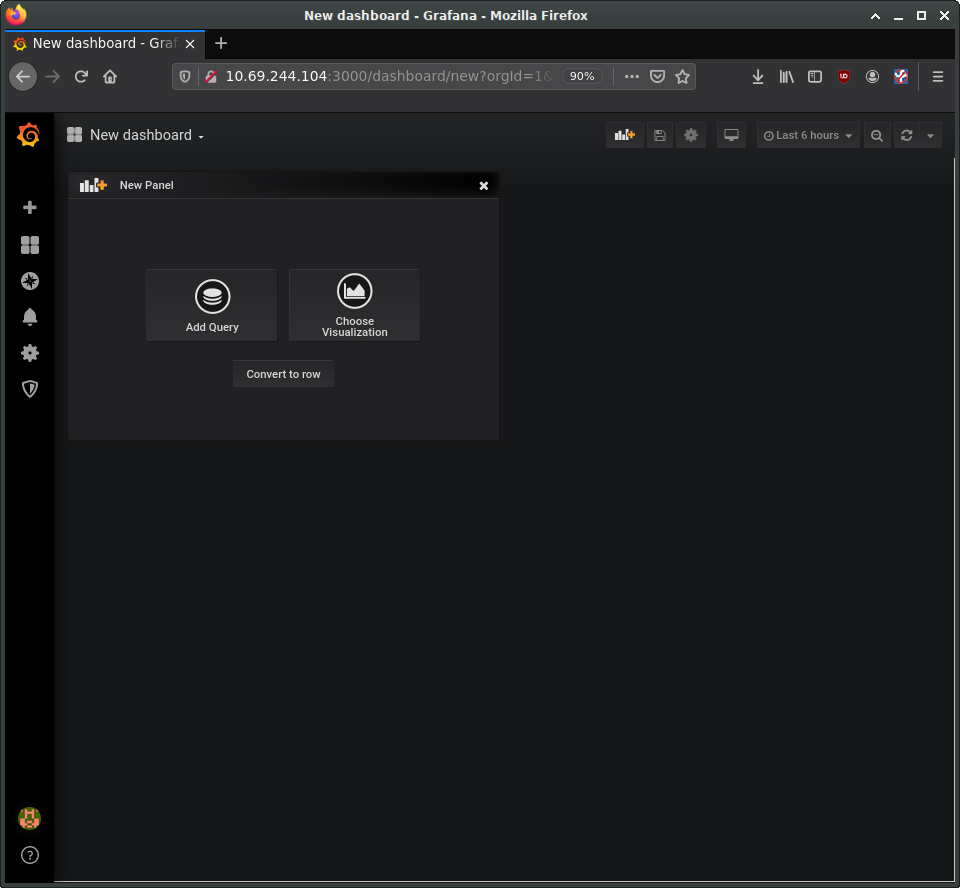 New dashboard - Grafana - Mozilla Firefox
New dashboard - Graf
10.69.244.104:3000/dashboard/new?orgId=1&
90%
New dashboard
Last 6 hours
New Panel
Add Query
Choose
Visualization
Convert to row
?